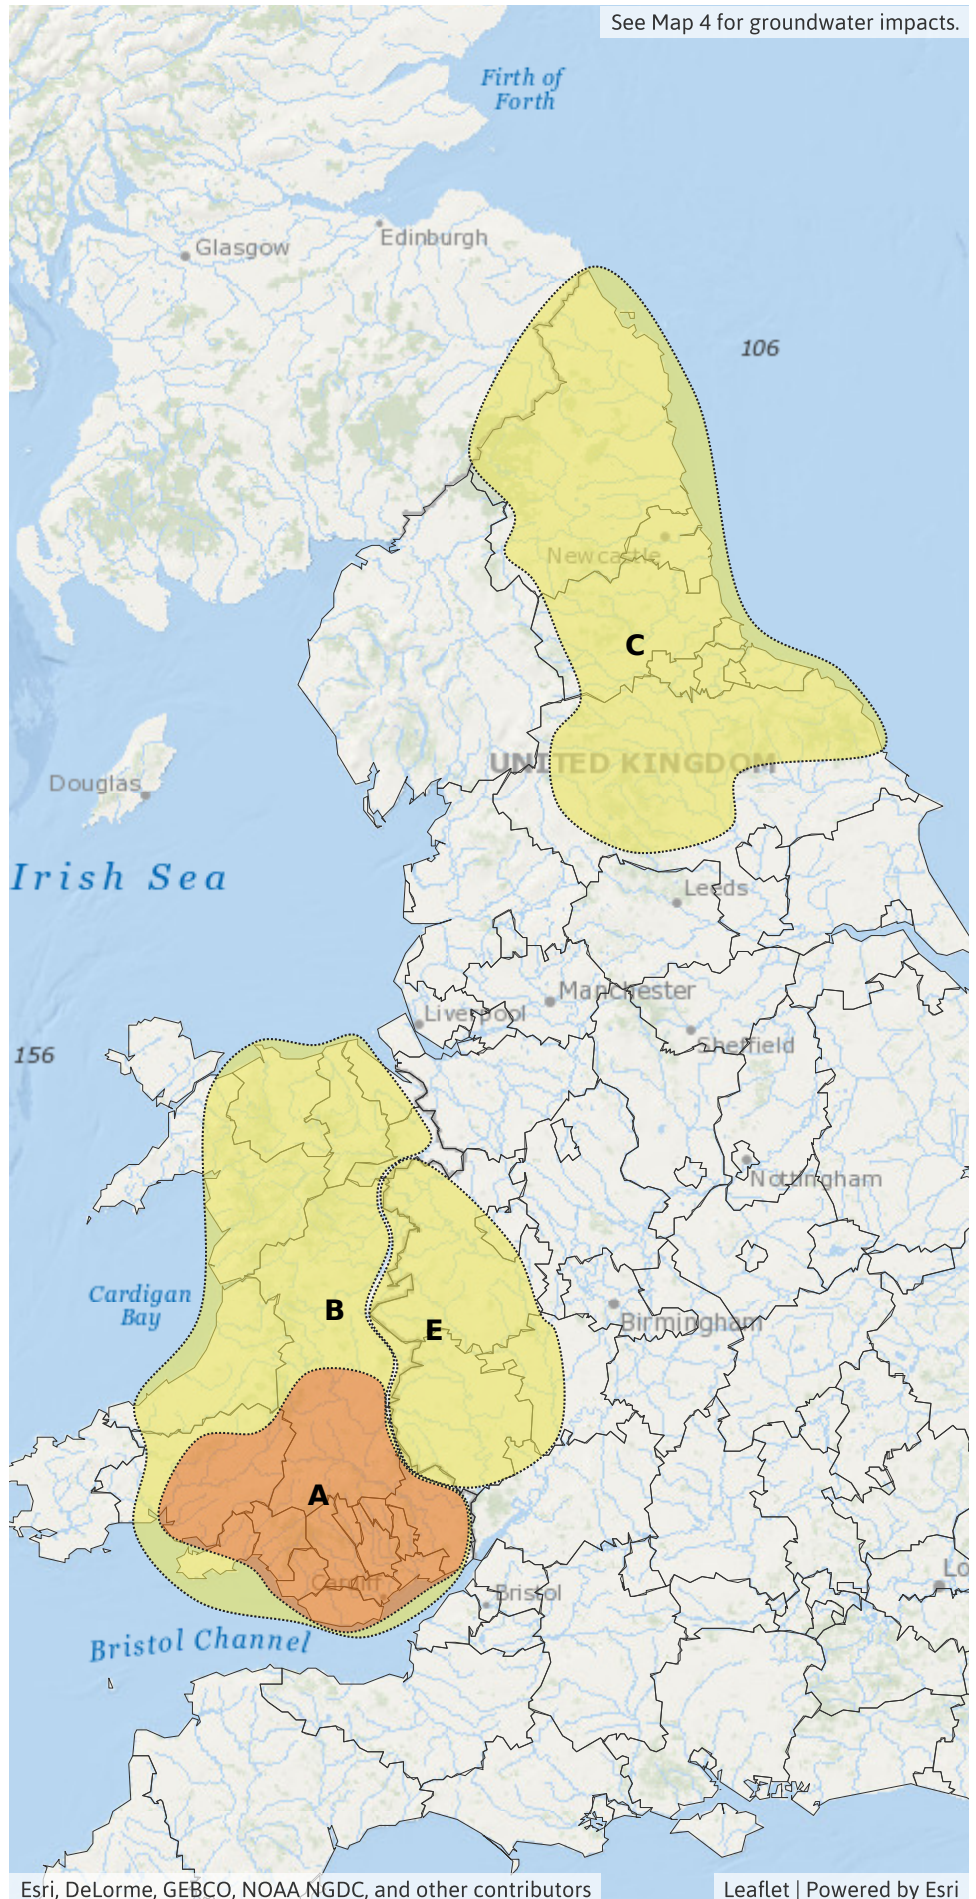 See Map 4 for groundwater impacts.
Firth of
Forth
Edinburgh
Glasgow
106
Newcastle
C
UNITED KINGDOM
Douglas
Irish Sea
Leeds
Manchester
Liverpool
Sheffield
156
Nottingham
Cardigan
Bay
B
E
Birmingham
A
Cardiff
Bristol
Lo
Bristol Channel
Esri, DeLorme, GEBCO, NOAA NGDC, and other contributors
Leaflet | Powered by Esri